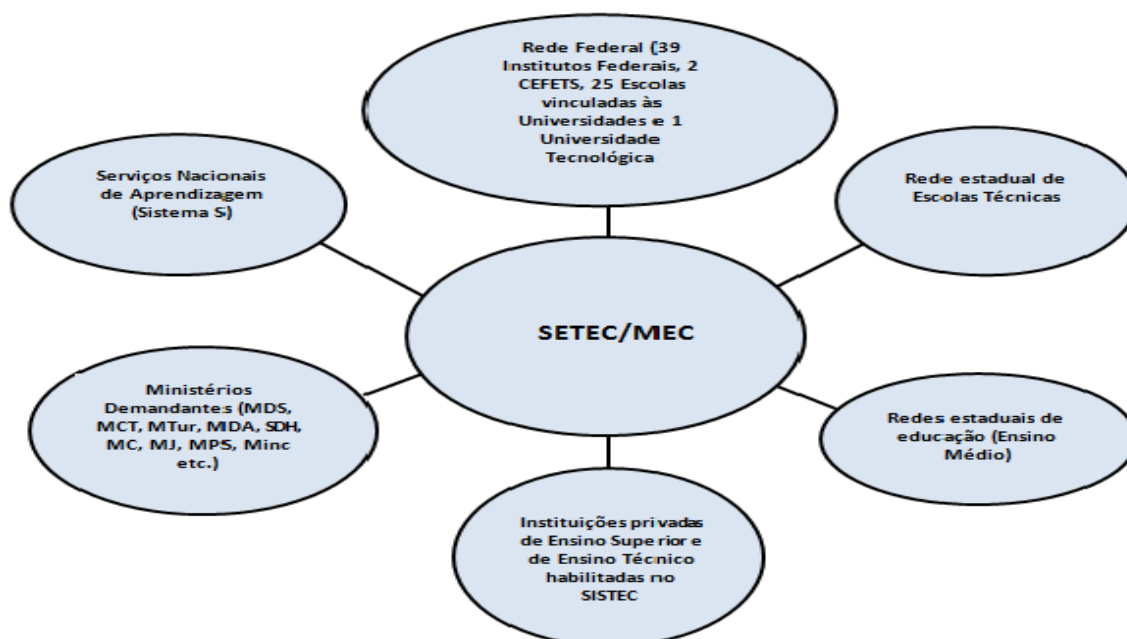 Rede Federal (39
Institutos Federais, 2
CEFETS, 25 Escolas
vinculadas às
Universidades e 1
Universidade
Tecnológica
Serviços Nacionais
de Aprendizagem
(Sistema S)
Rede estadual de
Escolas Técnicas
SETEC/MEC
Ministérios
Demandantes (MDS,
MCT, MTur, MDA, SDH,
MC, MJ, MPS, Minc
etc.)
Redes estaduais de
educação (Ensino
Médio)
Instituições privadas
de Ensino Superior e
de Ensino Técnico
habilitadas no
SISTEC